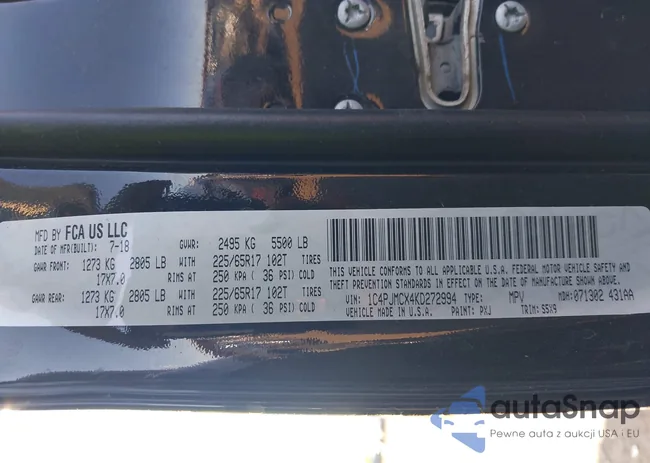 MFD BY FCA US LLC
DATE OF MFR(BUILT): 7-18 GVWR: 2495 KG 5500 LB
GAWR FRONT: 1273 KG 2805 LB WITH 225/65R17 102T TIRES
17X7.0 RIMS AT 250 KPA ( 36 PSI) COLD
GAWR REAR: 1273 KG 2805 LB WITH 225/65R17 102T TIRES
17X7.0 RIMS AT 250 KPA ( 36 PSI) COLD
THIS VEHICLE CONFORMS TO ALL APPLICABLE U.S.A. FEDERAL MOTOR VEHICLE SAFETY AND
THEFT PREVENTION STANDARDS IN EFFECT ON THE DATE OF MANUFACTURE SHOWN ABOVE.
VIN: 1C4PJMCX4KD272994 TYPE: MPV MDH:071302 431AA
VEHICLE MADE IN U.S.A. PAINT: PXJ TRIM: S5X9
autoSnap
Pewne auta z aukcji USA i EU